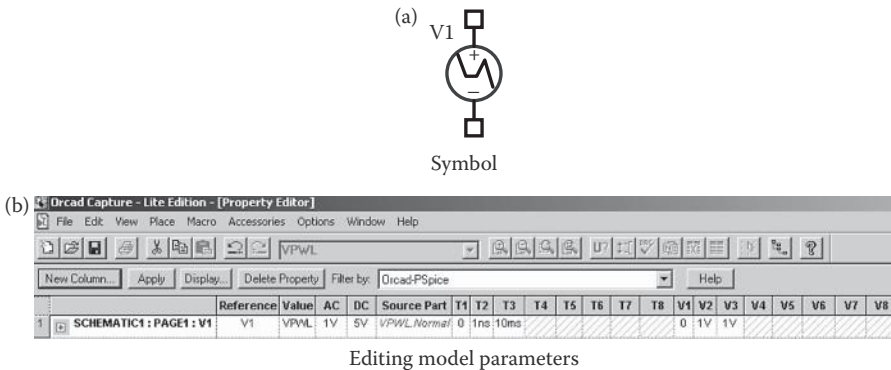 (a)
V1
+
−
Symbol
(b)
Orcad Capture - Lite Edition - [Property Editor]
File Edit View Place Macro Accessories Options Window Help
VPWL U?
New Column... Apply Display... Delete Property Filter by: Orcad-PSpice Help
Reference Value AC DC Source Part T1 T2 T3 T4 T5 T6 T7 T8 V1 V2 V3 V4 V5 V6 V7 V8
1 + SCHEMATIC1 : PAGE1 : V1 V1 VPWL 1V 5V VPWL.Normal 0 1ns 10ms 0 1V 1V
Editing model parameters